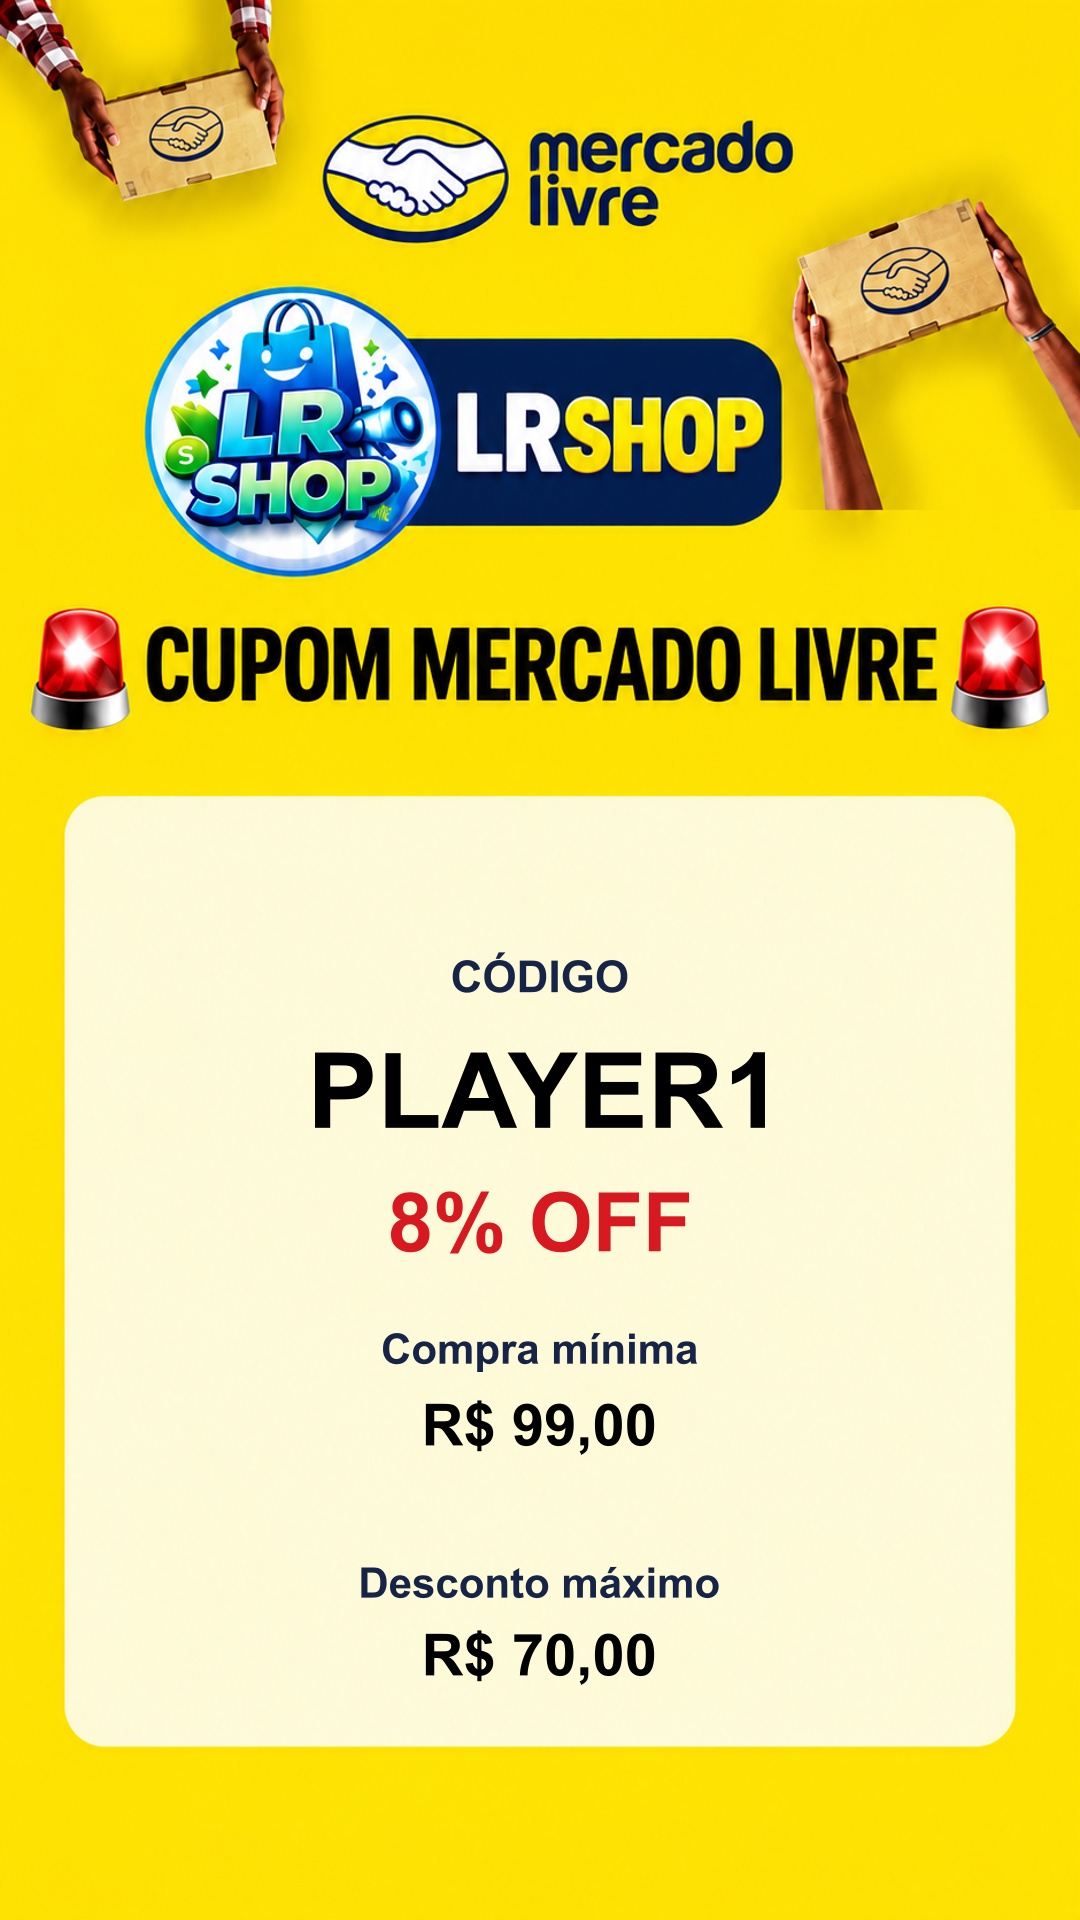 mercado
livre
LR
SHOP
S
LRSHOP
CUPOM MERCADO LIVRE
CÓDIGO
PLAYER1
8% OFF
Compra mínima
R$ 99,00
Desconto máximo
R$ 70,00